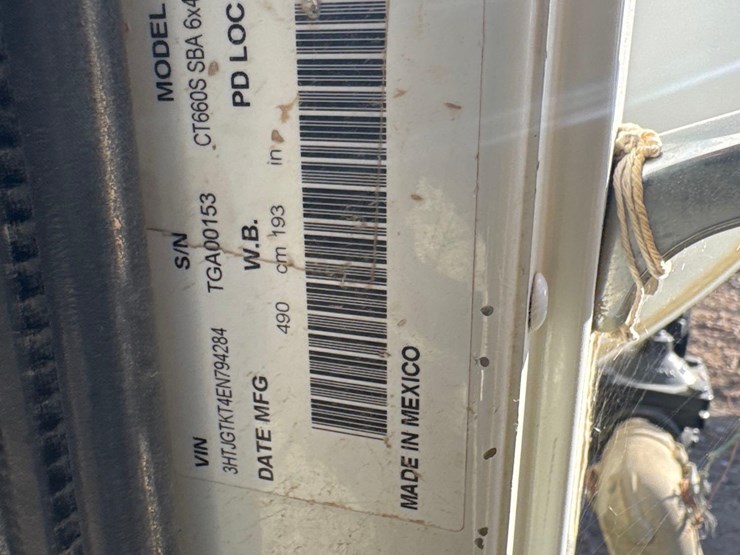 VIN S/N MODEL
3HTJGTKT4EN794284 TGA00153 CT660S SBA 6x4
DATE MFG W.B. PD LOC
490 cm 193 in
MADE IN MEXICO